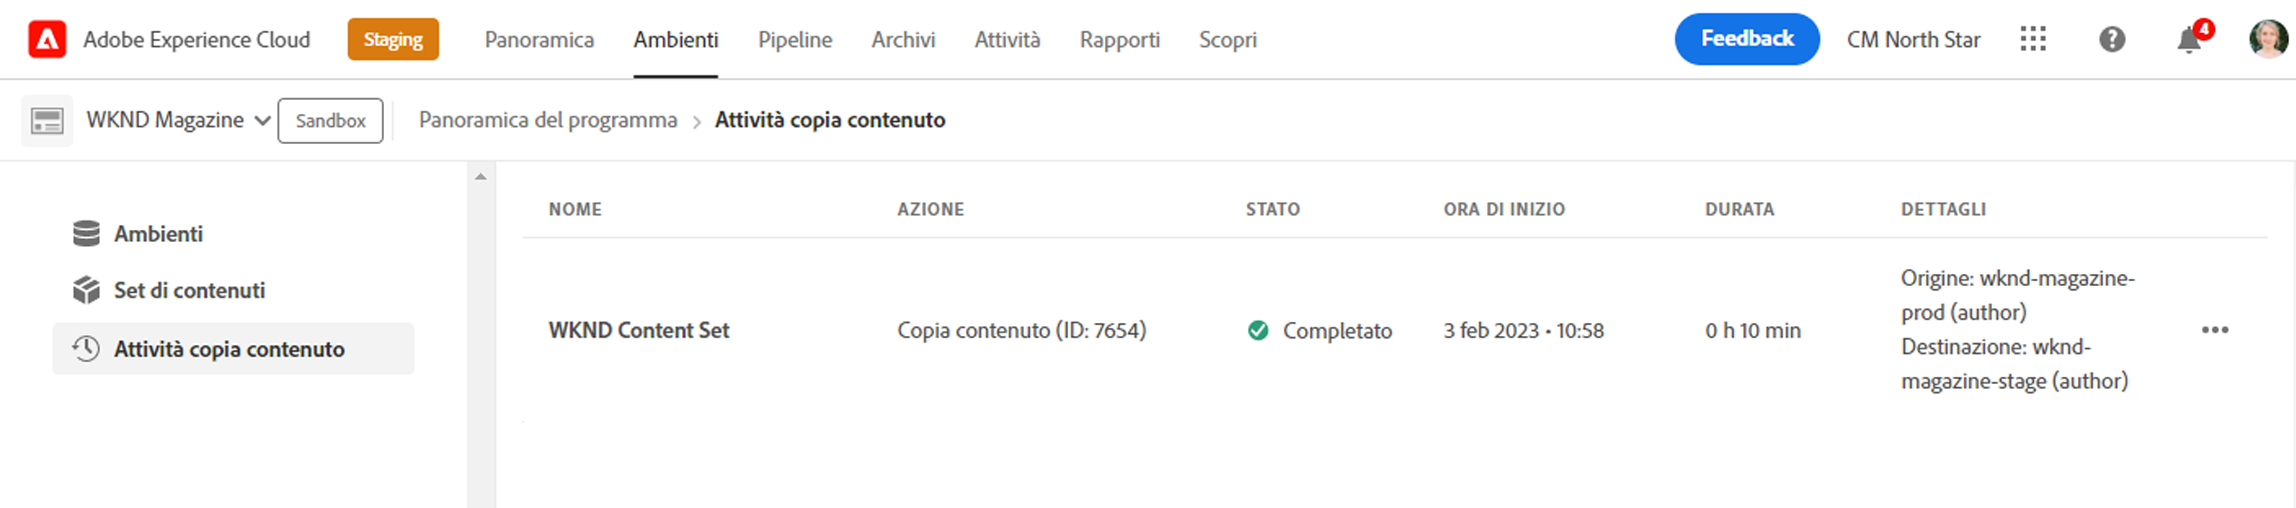 Adobe Experience Cloud Staging Panoramica Ambienti Pipeline Archivi Attività Rapporti Scopri Feedback CM North Star ? 4
WKND Magazine Sandbox Panoramica del programma > Attività copia contenuto
Ambienti
Set di contenuti
Attività copia contenuto
NOME AZIONE STATO ORA DI INIZIO DURATA DETTAGLI
WKND Content Set Copia contenuto (ID: 7654) Completato 3 feb 2023 • 10:58 0 h 10 min
Origine: wknd-magazine-
prod (author)
Destinazione: wknd-
magazine-stage (author)